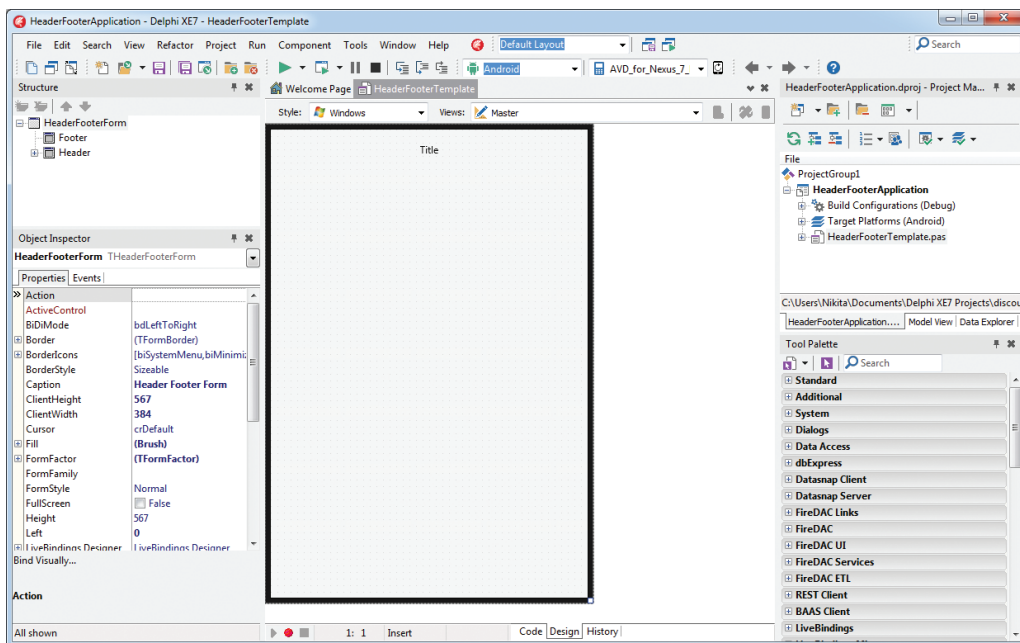 HeaderFooterApplication - Delphi XE7 - HeaderFooterTemplate
File Edit Search View Refactor Project Run Component Tools Window Help Default Layout Search
Android AVD_for_Nexus_7_
Structure
HeaderFooterForm
Footer
Header
Object Inspector
HeaderFooterForm THeaderFooterForm
Properties Events
Action
ActiveControl
BiDiMode bdLeftToRight
Border (TFormBorder)
BorderIcons [biSystemMenu,biMinimiz
BorderStyle Sizeable
Caption Header Footer Form
ClientHeight 567
ClientWidth 384
Cursor crDefault
Fill (Brush)
FormFactor (TFormFactor)
FormFamily
FormStyle Normal
FullScreen False
Height 567
Left 0
LiveBindings Designer LiveBindings Designer
Bind Visually...
Action
All shown
Welcome Page HeaderFooterTemplate
Style: Windows Views: Master
Title
1: 1 Insert Code Design History
HeaderFooterApplication.dproj - Project Ma...
File
ProjectGroup1
HeaderFooterApplication
Build Configurations (Debug)
Target Platforms (Android)
HeaderFooterTemplate.pas
C:\Users\Nikita\Documents\Delphi XE7 Projects\discou
HeaderFooterApplication.... Model View Data Explorer
Tool Palette
Search
Standard
Additional
System
Dialogs
Data Access
dbExpress
Datasnap Client
Datasnap Server
FireDAC Links
FireDAC
FireDAC UI
FireDAC Services
FireDAC ETL
REST Client
BAAS Client
LiveBindings